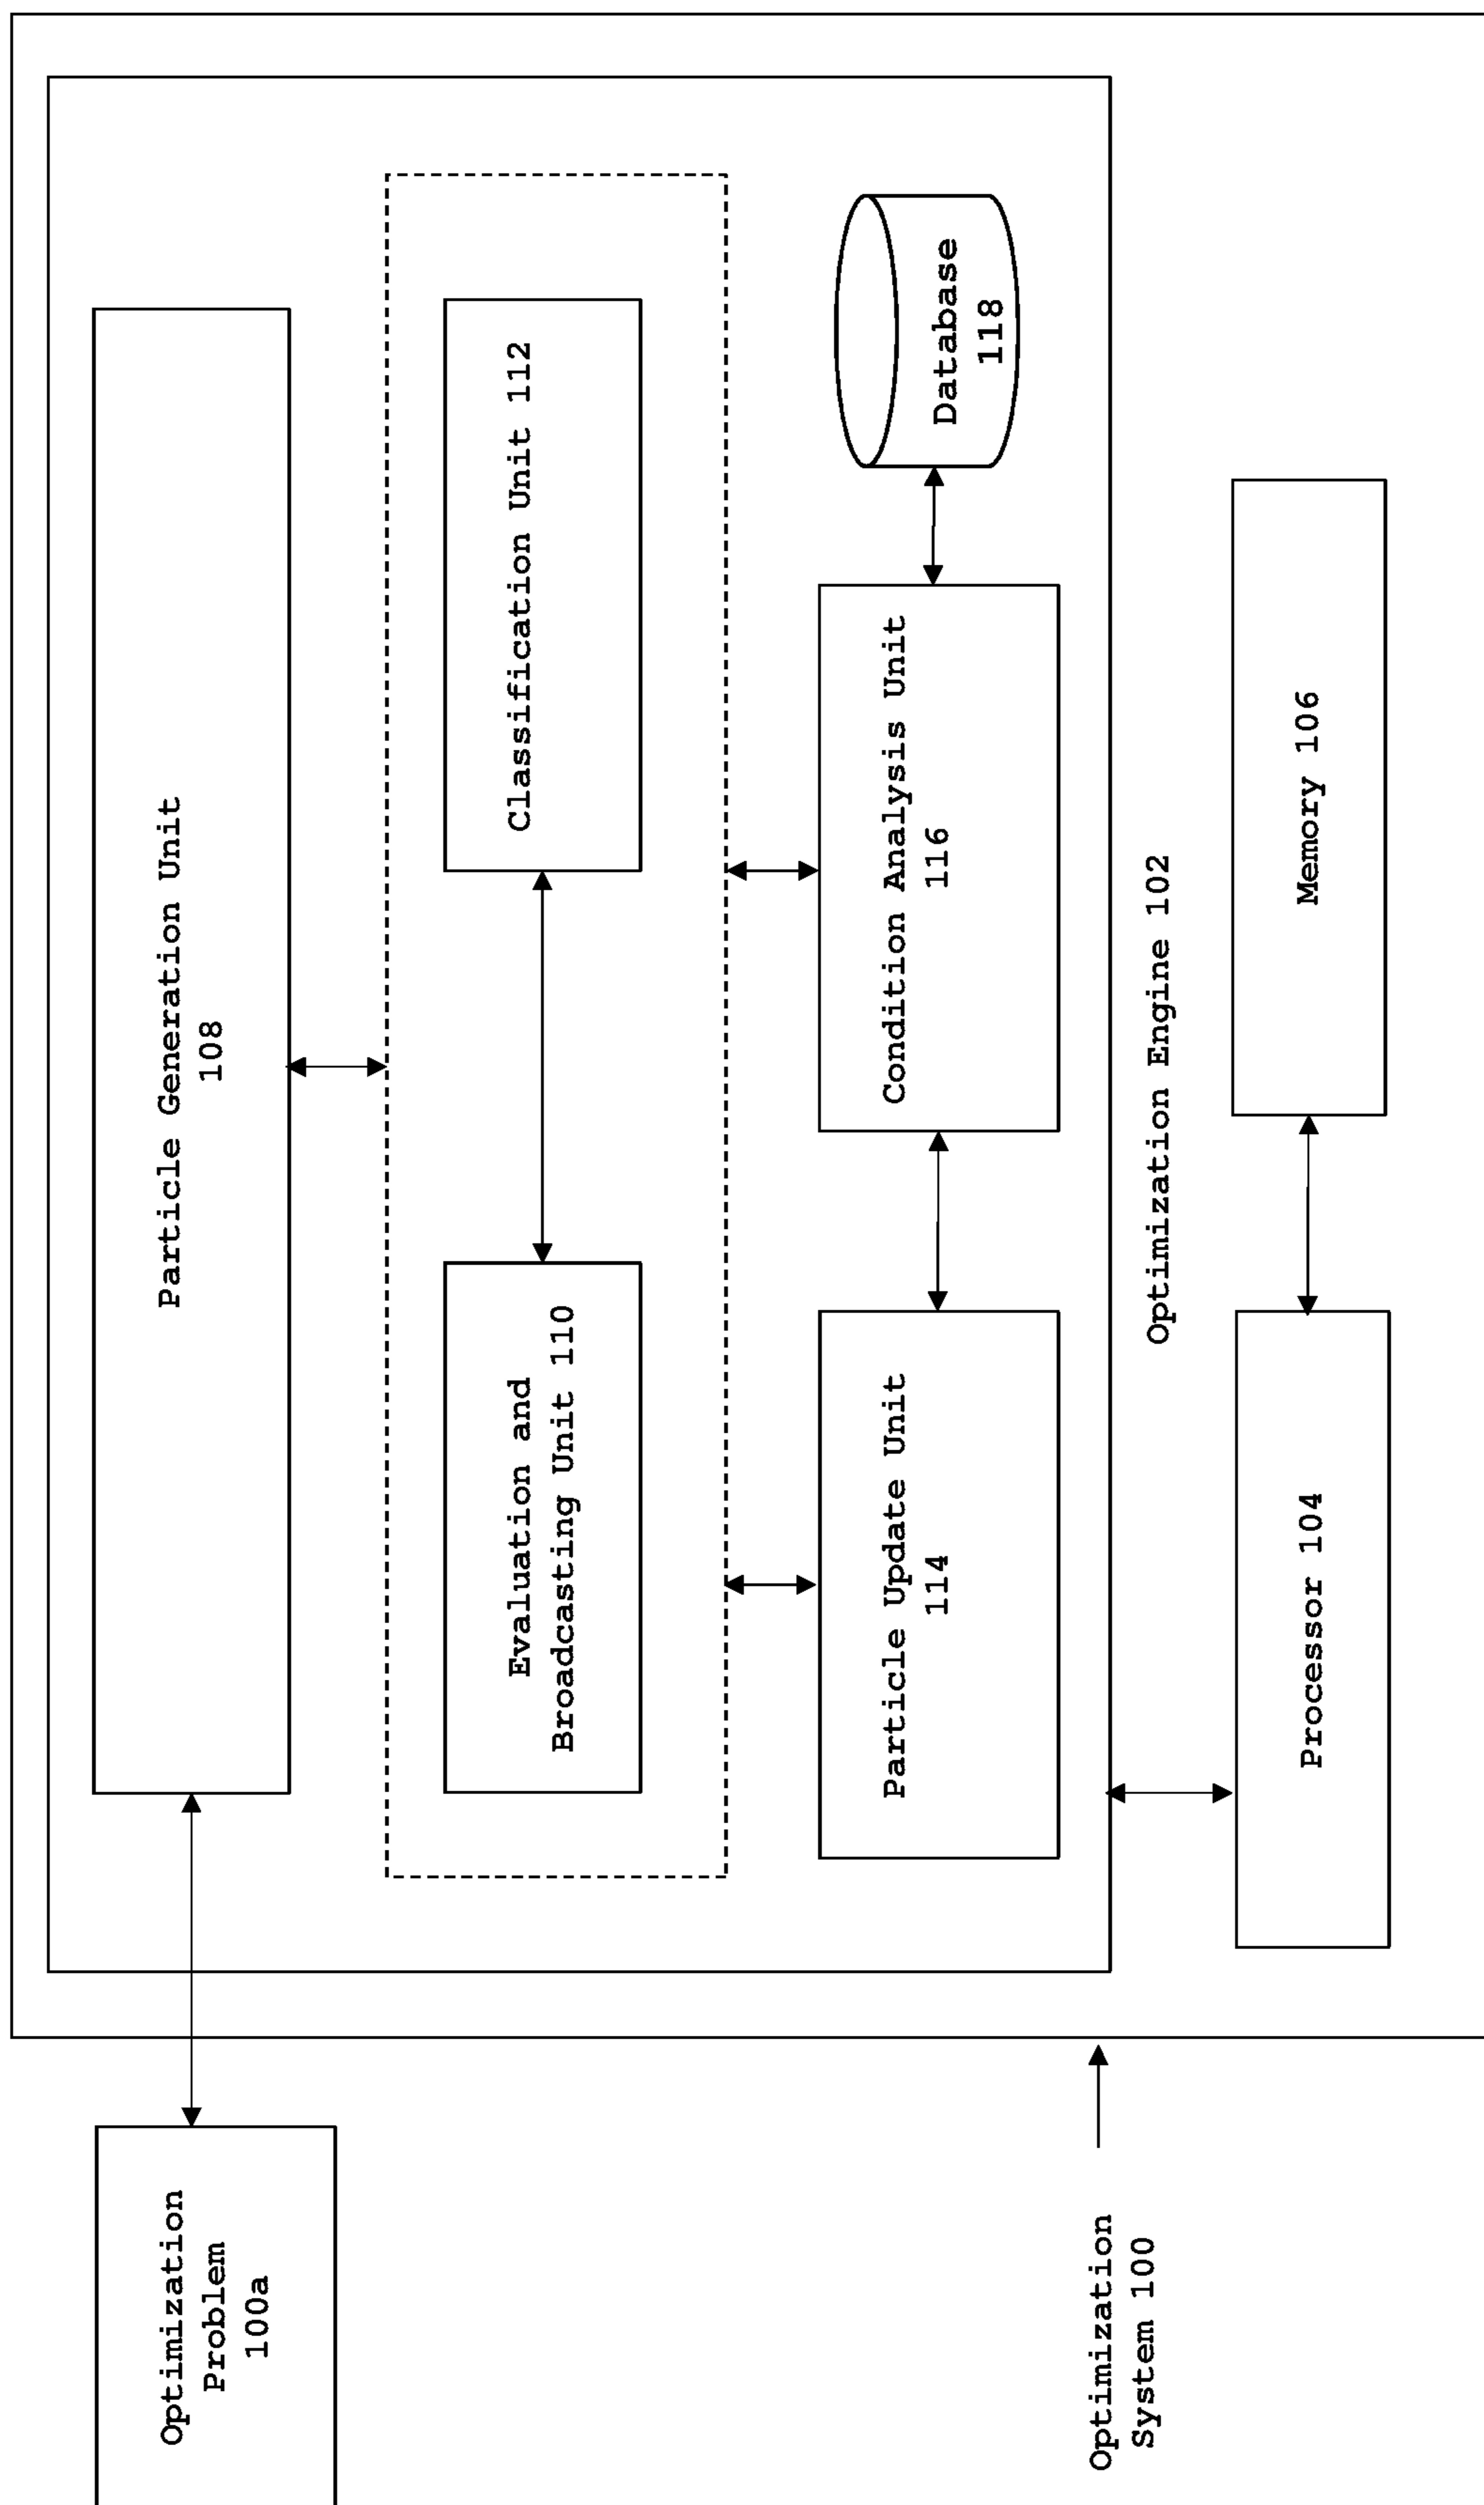 Optimization
Problem
100a
Particle Generation Unit
108
Evaluation and
Broadcasting Unit 110
Classification Unit 112
Particle Update Unit
114
Condition Analysis Unit
116
Database
118
Optimization Engine 102
Processor 104
Memory 106
Optimization
System 100